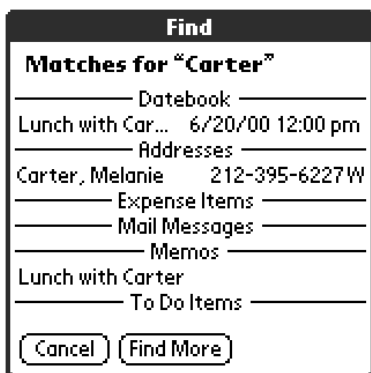 Find
Matches for “Carter”
Datebook
Lunch with Car... 6/20/00 12:00 pm
Addresses
Carter, Melanie 212-395-6227W
Expense Items
Mail Messages
Memos
Lunch with Carter
To Do Items
Cancel Find More